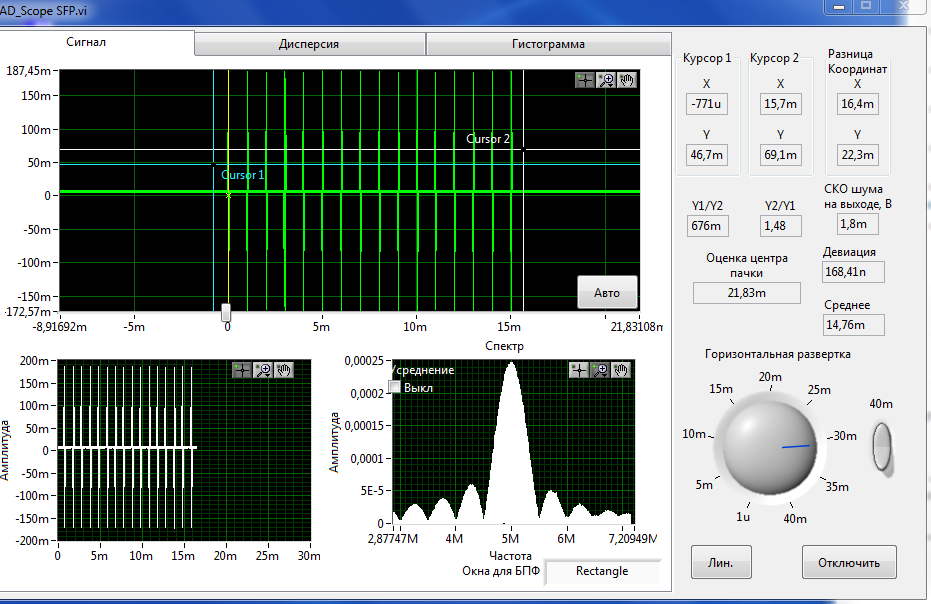 AD_Scope SFP.vi
Сигнал
Дисперсия
Гистограмма
187,45m
150m
100m
50m
0
-50m
-100m
-150m
-172,57m
Cursor 1
Cursor 2
Авто
-8,91692m
-5m
0
5m
10m
15m
21,83108m
Курсор 1
Курсор 2
Разница
Координат
X
X
X
-771u
15,7m
16,4m
Y
Y
Y
46,7m
69,1m
22,3m
Y1/Y2
Y2/Y1
СКО шума
на выходе, В
676m
1,48
1,8m
Оценка центра
пачки
21,83m
Девиация
168,41n
Среднее
14,76m
Амплитуда
200m
150m
100m
50m
0
-50m
-100m
-150m
-200m
0
5m
10m
15m
20m
25m
30m
Спектр
Усреднение
Выкл
Амплитуда
0,00025
0,0002
0,00015
0,0001
5E-5
0
2,87747M
4M
5M
6M
7,20949M
Частота
Окна для БПФ
Rectangle
Горизонтальная развертка
1u
5m
10m
15m
20m
25m
30m
35m
40m
40m
Лин.
Отключить